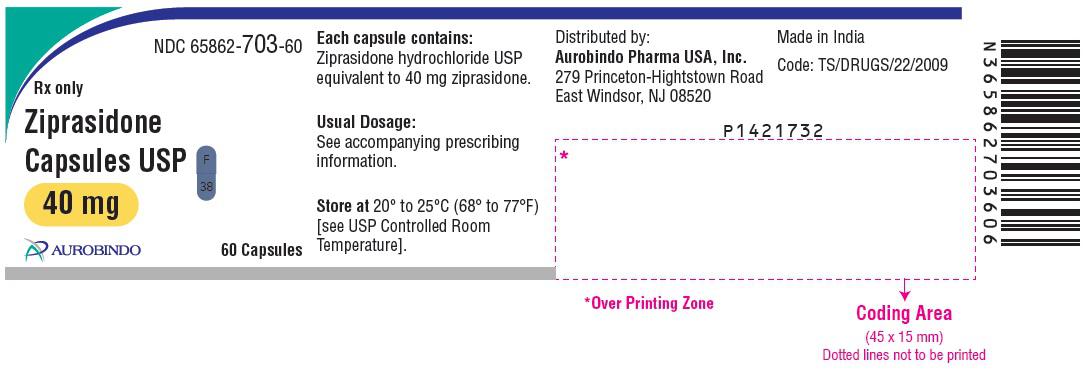 NDC 65862-703-60
Rx only
Ziprasidone
Capsules USP
F
38
40 mg
AUROBINDO
60 Capsules
Each capsule contains:
Ziprasidone hydrochloride USP
equivalent to 40 mg ziprasidone.
Usual Dosage:
See accompanying prescribing
information.
Store at 20° to 25°C (68° to 77°F)
[see USP Controlled Room
Temperature].
Distributed by:
Aurobindo Pharma USA, Inc.
279 Princeton-Hightstown Road
East Windsor, NJ 08520
Made in India
Code: TS/DRUGS/22/2009
P1421732
*
*Over Printing Zone
Coding Area
(45 x 15 mm)
Dotted lines not to be printed
N365862703606